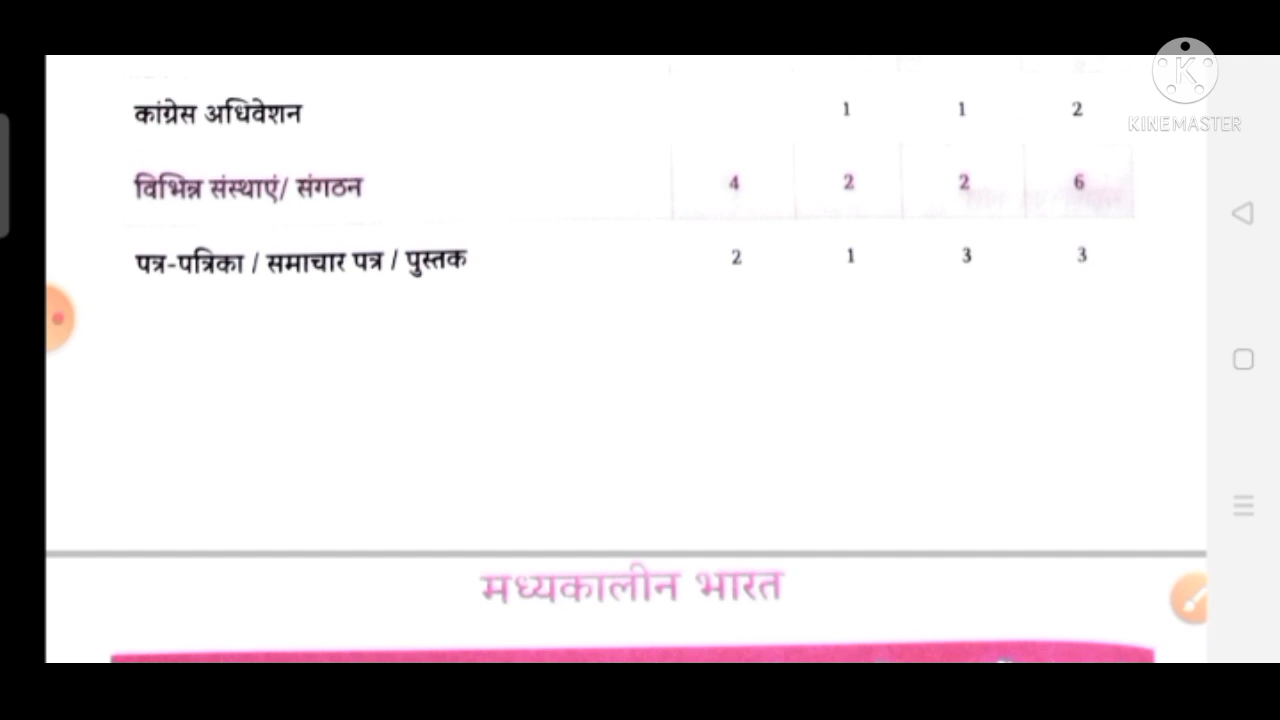 KINEMASTER
कांग्रेस अधिवेशन 1 1 2
विभिन्न संस्थाएं/ संगठन 4 2 2 6
पत्र-पत्रिका / समाचार पत्र / पुस्तक 2 1 3 3
मध्यकालीन भारत